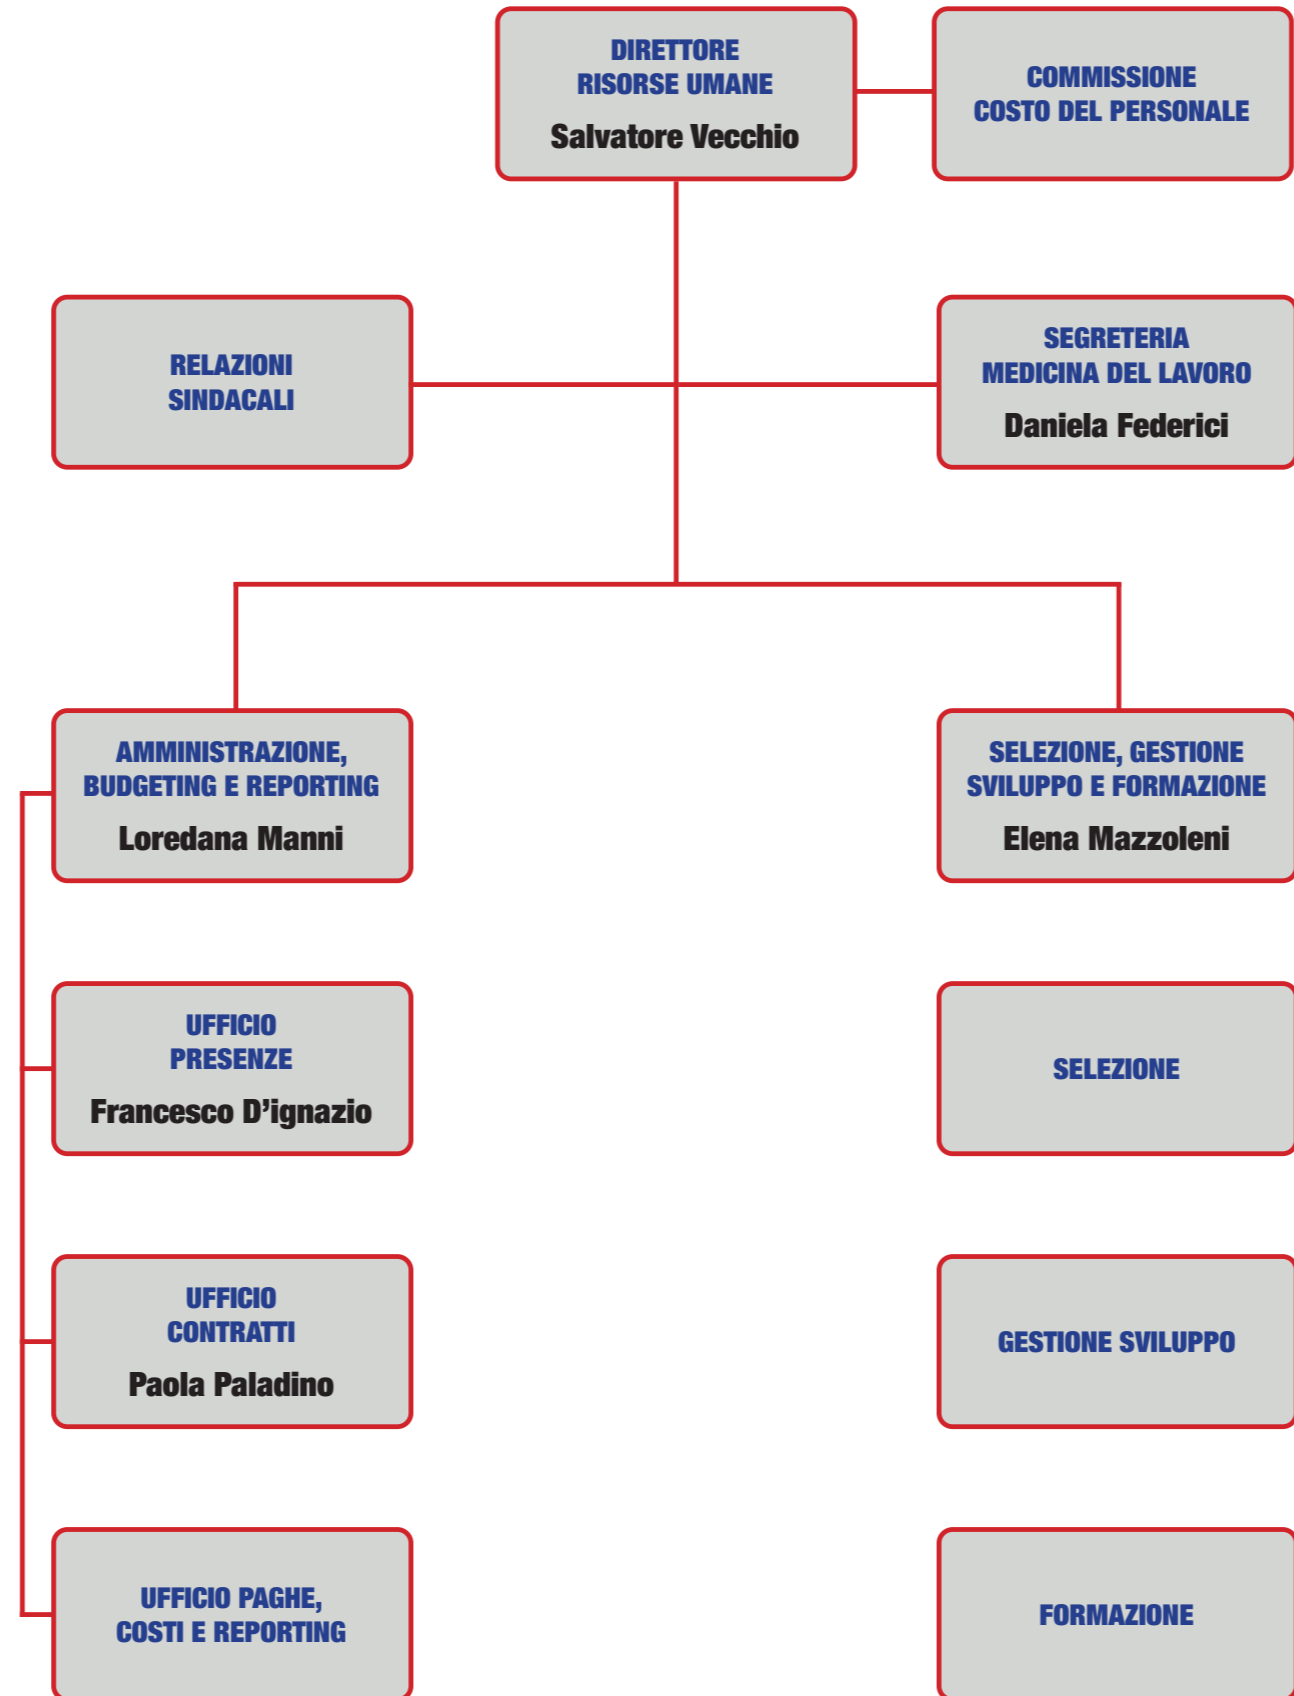 DIRETTORE
RISORSE UMANE
Salvatore Vecchio
COMMISSIONE
COSTO DEL PERSONALE
RELAZIONI
SINDACALI
SEGRETERIA
MEDICINA DEL LAVORO
Daniela Federici
AMMINISTRAZIONE,
BUDGETING E REPORTING
Loredana Manni
SELEZIONE, GESTIONE
SVILUPPO E FORMAZIONE
Elena Mazzoleni
UFFICIO
PRESENZE
Francesco D’ignazio
SELEZIONE
UFFICIO
CONTRATTI
Paola Paladino
GESTIONE SVILUPPO
UFFICIO PAGHE,
COSTI E REPORTING
FORMAZIONE